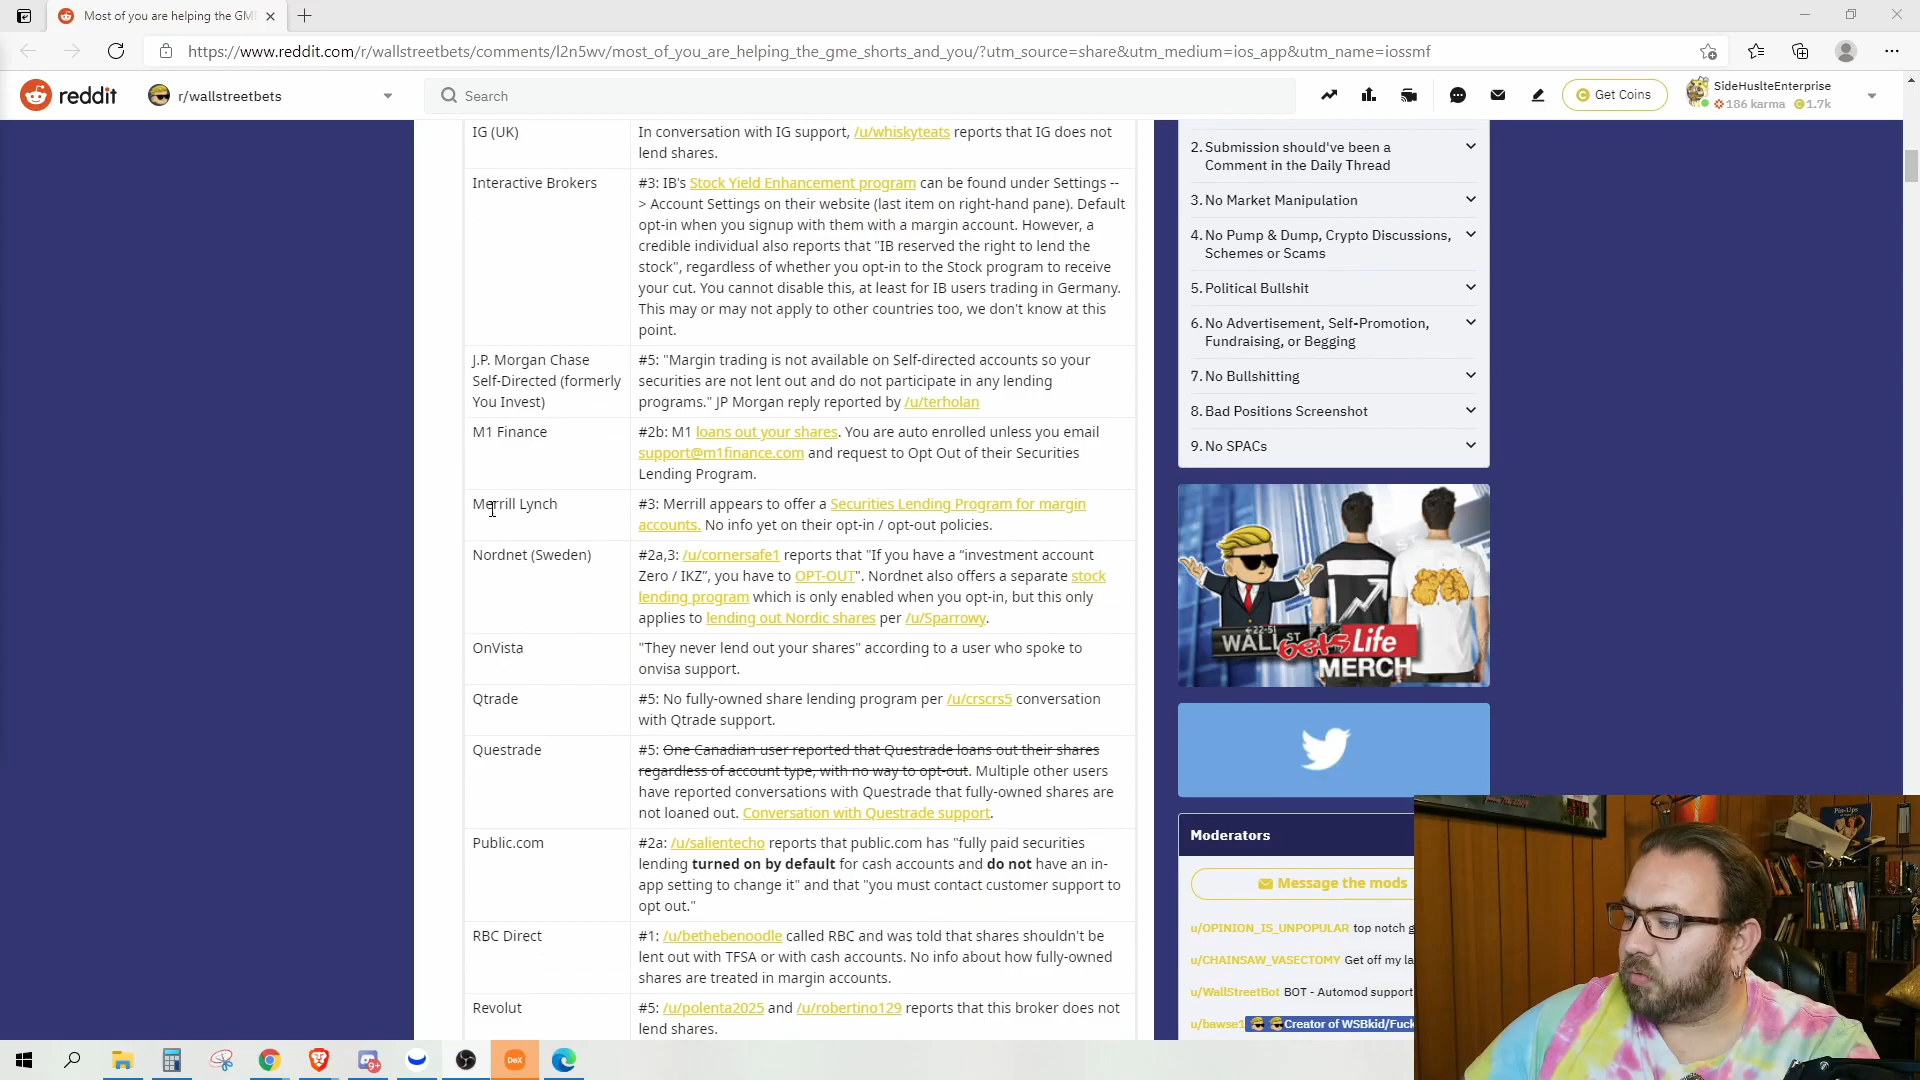 Most of you are helping the GM
https://www.reddit.com/r/wallstreetbets/comments/l2n5wv/most_of_you_are_helping_the_gme_shorts_and_you/?utm_source=share&utm_medium=ios_app&utm_name=iossmf
reddit
r/wallstreetbets
Search
Get Coins
SideHuslteEnterprise
186 karma 1.7k
IG (UK)
In conversation with IG support, /u/whiskyteats reports that IG does not
lend shares.
Interactive Brokers
#3: IB's Stock Yield Enhancement program can be found under Settings --
> Account Settings on their website (last item on right-hand pane). Default
opt-in when you signup with them with a margin account. However, a
credible individual also reports that "IB reserved the right to lend the
stock", regardless of whether you opt-in to the Stock program to receive
your cut. You cannot disable this, at least for IB users trading in Germany.
This may or may not apply to other countries too, we don't know at this
point.
J.P. Morgan Chase
Self-Directed (formerly
You Invest)
#5: "Margin trading is not available on Self-directed accounts so your
securities are not lent out and do not participate in any lending
programs." JP Morgan reply reported by /u/terholan
M1 Finance
#2b: M1 loans out your shares. You are auto enrolled unless you email
support@m1finance.com and request to Opt Out of their Securities
Lending Program.
Merrill Lynch
#3: Merrill appears to offer a Securities Lending Program for margin
accounts. No info yet on their opt-in / opt-out policies.
Nordnet (Sweden)
#2a,3: /u/cornersafe1 reports that "If you have a “investment account
Zero / IKZ”, you have to OPT-OUT". Nordnet also offers a separate stock
lending program which is only enabled when you opt-in, but this only
applies to lending out Nordic shares per /u/Sparrowy.
OnVista
"They never lend out your shares" according to a user who spoke to
onvisa support.
Qtrade
#5: No fully-owned share lending program per /u/crscrs5 conversation
with Qtrade support.
Questrade
#5: One Canadian user reported that Questrade loans out their shares
regardless of account type, with no way to opt-out. Multiple other users
have reported conversations with Questrade that fully-owned shares are
not loaned out. Conversation with Questrade support.
Public.com
#2a: /u/salientecho reports that public.com has "fully paid securities
lending turned on by default for cash accounts and do not have an in-
app setting to change it" and that "you must contact customer support to
opt out."
RBC Direct
#1: /u/bethebenoodle called RBC and was told that shares shouldn't be
lent out with TFSA or with cash accounts. No info about how fully-owned
shares are treated in margin accounts.
Revolut
#5: /u/polenta2025 and /u/robertino129 reports that this broker does not
lend shares.
2. Submission should've been a
Comment in the Daily Thread
3. No Market Manipulation
4. No Pump & Dump, Crypto Discussions,
Schemes or Scams
5. Political Bullshit
6. No Advertisement, Self-Promotion,
Fundraising, or Begging
7. No Bullshitting
8. Bad Positions Screenshot
9. No SPACs
←22-51
WALL ST bets Life
MERCH
Moderators
Message the mods
u/OPINION_IS_UNPOPULAR top notch g
u/CHAINSAW_VASECTOMY Get off my la
u/WallStreetBot BOT - Automod support
u/bawse1 Creator of WSBkid/Fuck
Pin-Ups
9+
DeX